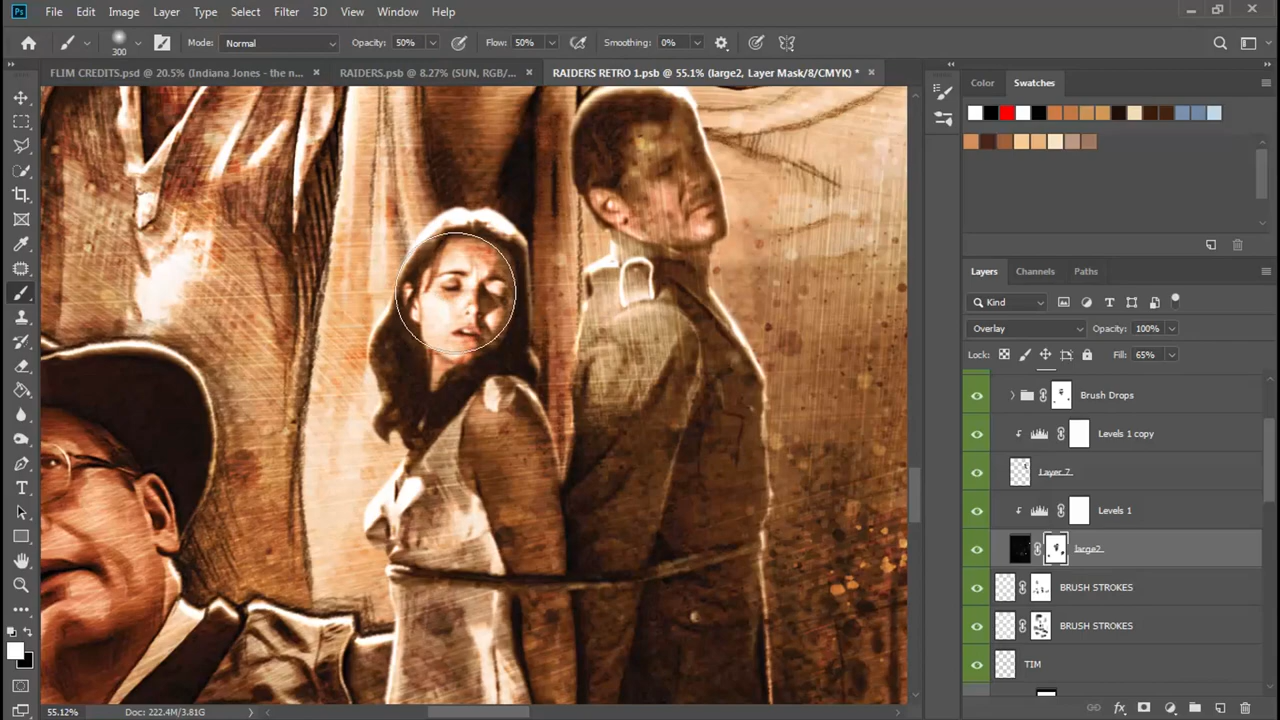 Ps File Edit Image Layer Type Select Filter 3D View Window Help
300 Mode: Normal Opacity: 50% Flow: 50% Smoothing: 0%
FLIM CREDITS.psd @ 20.5% (Indiana Jones - the n... × RAIDERS.psb @ 8.27% (SUN, RGB/... × RAIDERS RETRO 1.psb @ 55.1% (large2, Layer Mask/8/CMYK) * ×
Color Swatches
Layers Channels Paths
Kind
Overlay Opacity: 100%
Lock: Fill: 65%
Brush Drops
Levels 1 copy
Layer 7
Levels 1
large2
BRUSH STROKES
BRUSH STROKES
TIM
55.12% Doc: 222.4M/3.81G